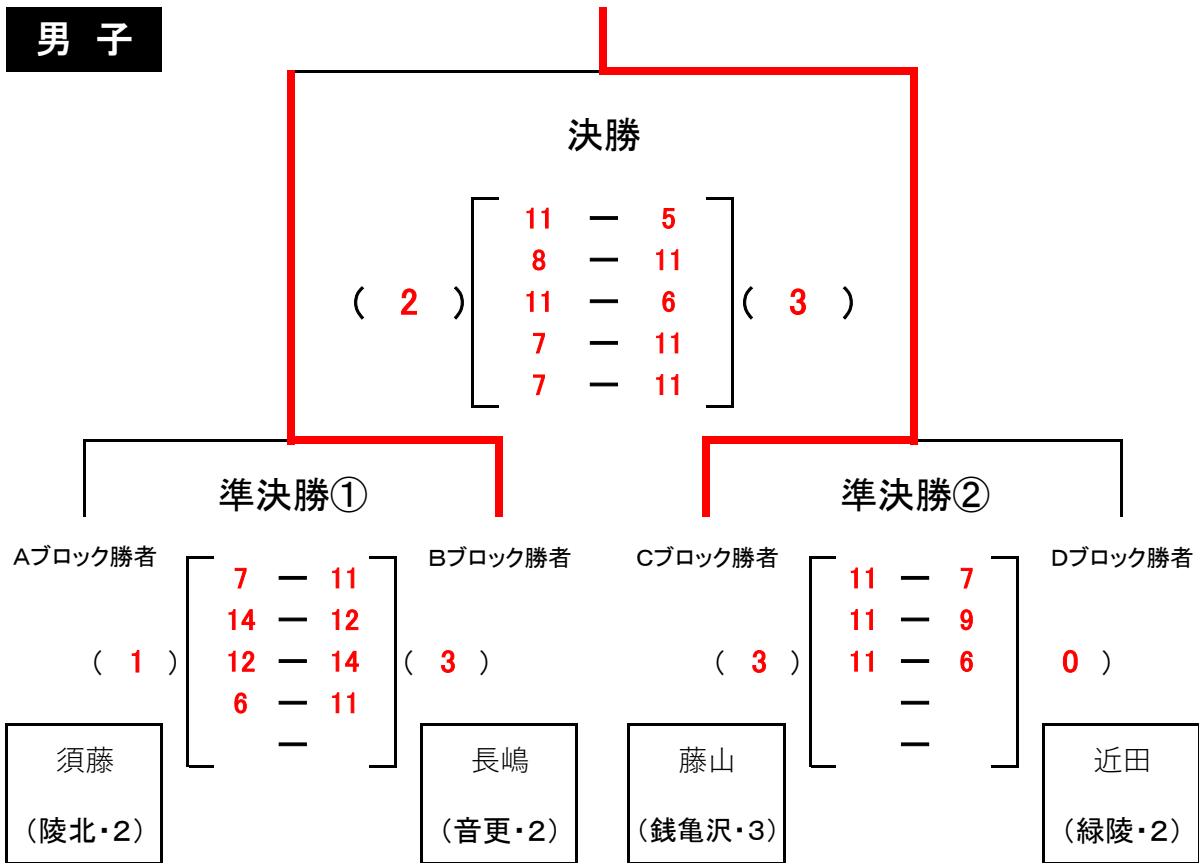 男 子
決勝
11 ー 5
8 ー 11
( 2 ) 11 ー 6 ( 3 )
7 ー 11
7 ー 11
準決勝① 準決勝②
Aブロック勝者 Bブロック勝者 Cブロック勝者 Dブロック勝者
7 ー 11 11 ー 7
14 ー 12 11 ー 9
( 1 ) 12 ー 14 ( 3 ) ( 3 ) 11 ー 6 0 )
6 ー 11 ー
ー ー
須藤 長嶋 藤山 近田
(陵北・2) (音更・2) (銭亀沢・3) (緑陵・2)